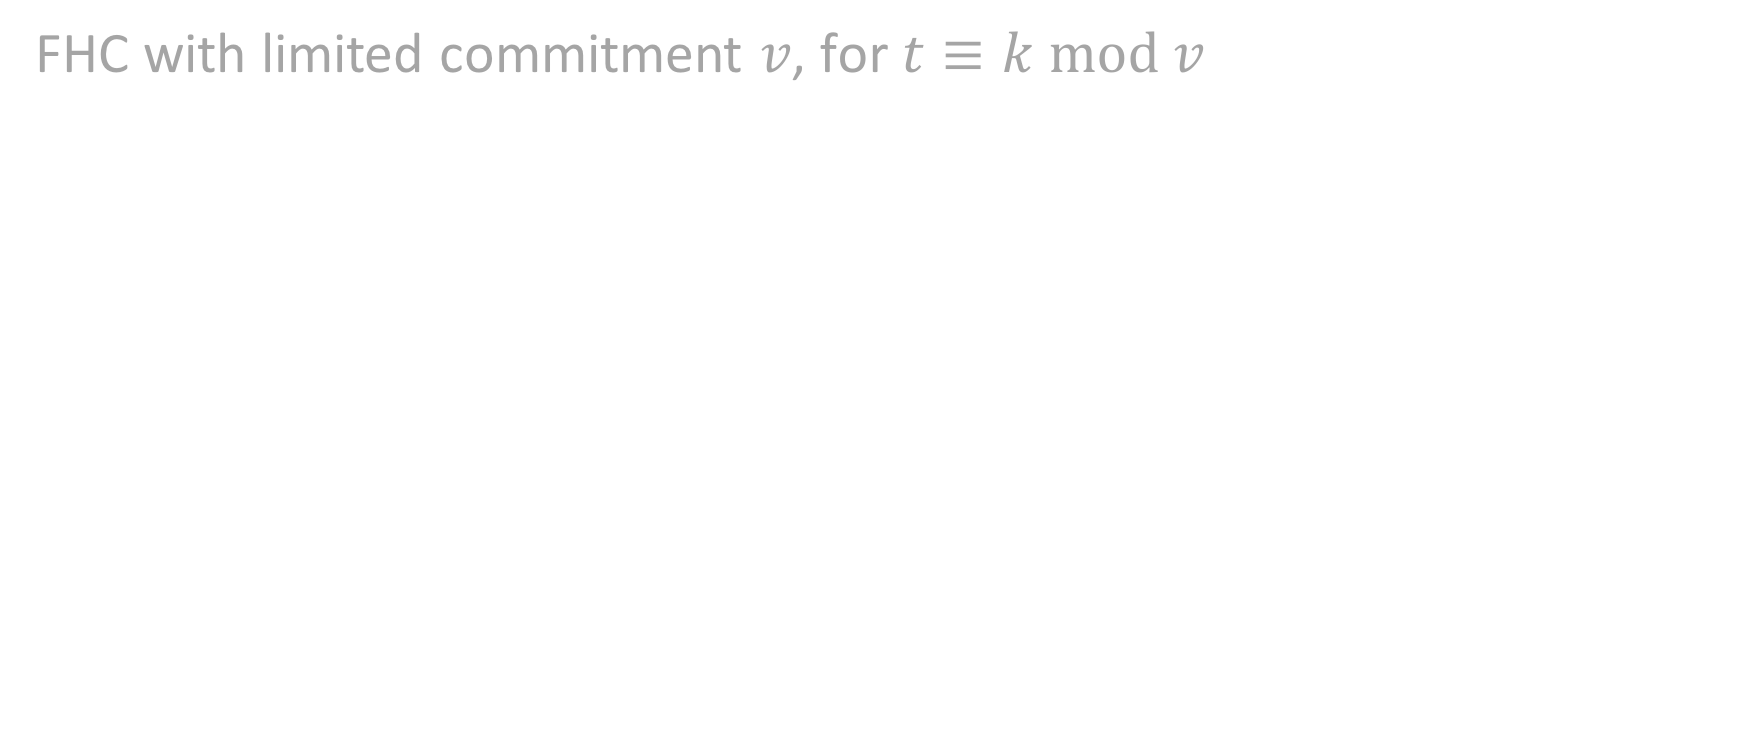 FHC with limited commitment v, for t ≡ k mod v